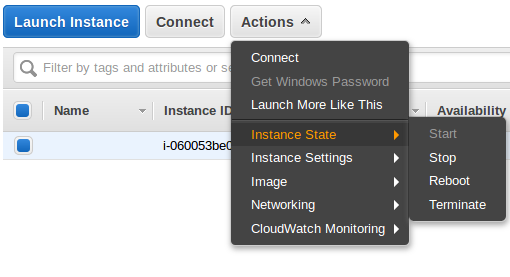 Launch Instance Connect Actions
Connect
Filter by tags and attributes or se
Get Windows Password
Launch More Like This
Name Instance ID Availability
Instance State Start
i-060053be0
Instance Settings Stop
Image Reboot
Networking Terminate
CloudWatch Monitoring